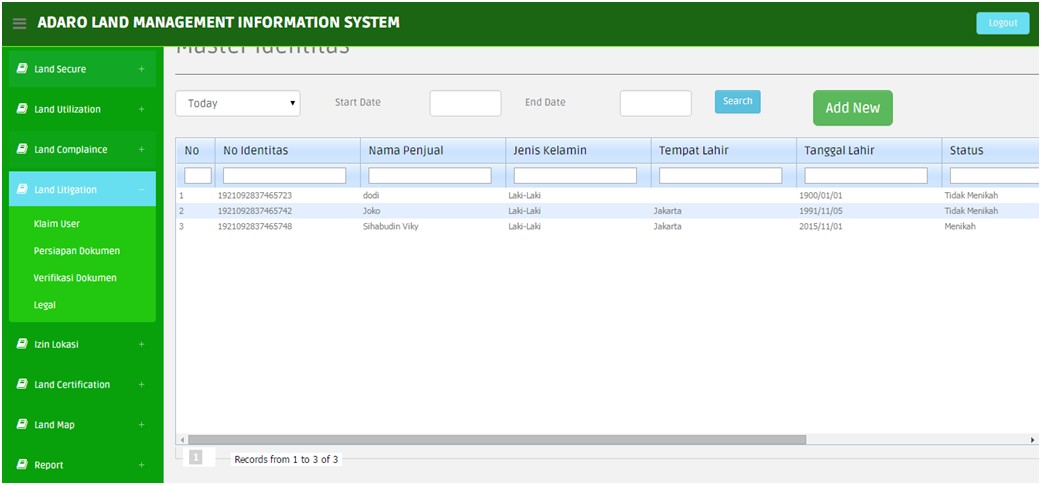 ADARO LAND MANAGEMENT INFORMATION SYSTEM
Logout
Land Secure +
Land Utilization +
Land Complaince +
Land Litigation −
Klaim User
Persiapan Dokumen
Verifikasi Dokumen
Legal
Izin Lokasi +
Land Certification +
Land Map +
Report +
Master Identitas
Today Start Date End Date Search Add New
No No Identitas Nama Penjual Jenis Kelamin Tempat Lahir Tanggal Lahir Status
1 1921092837465723 dodi Laki-Laki 1900/01/01 Tidak Menikah
2 1921092837465742 Joko Laki-Laki Jakarta 1991/11/05 Tidak Menikah
3 1921092837465748 Sihabudin Viky Laki-Laki Jakarta 2015/11/01 Menikah
1 Records from 1 to 3 of 3